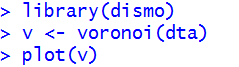 > library(dismo)
> v <- voronoi(dta)
> plot(v)